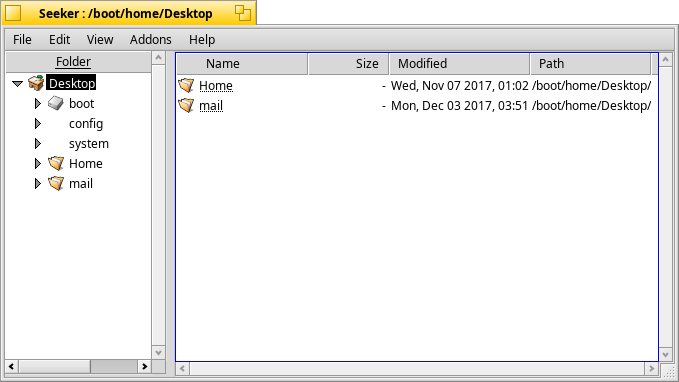 Seeker : /boot/home/Desktop
File Edit View Addons Help
Folder
Desktop
boot
config
system
Home
mail
Name Size Modified Path
Home - Wed, Nov 07 2017, 01:02 /boot/home/Desktop/
mail - Mon, Dec 03 2017, 03:51 /boot/home/Desktop/